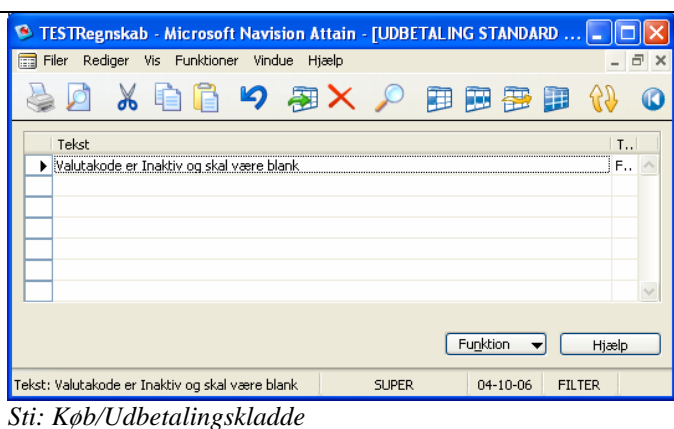 TESTRegnskab - Microsoft Navision Attain - [UDBETALING STANDARD ...
Filer Rediger Vis Funktioner Vindue Hjælp
Tekst T..
Valutakode er Inaktiv og skal være blank F..
Funktion Hjælp
Tekst: Valutakode er Inaktiv og skal være blank SUPER 04-10-06 FILTER
Sti: Køb/Udbetalingskladde